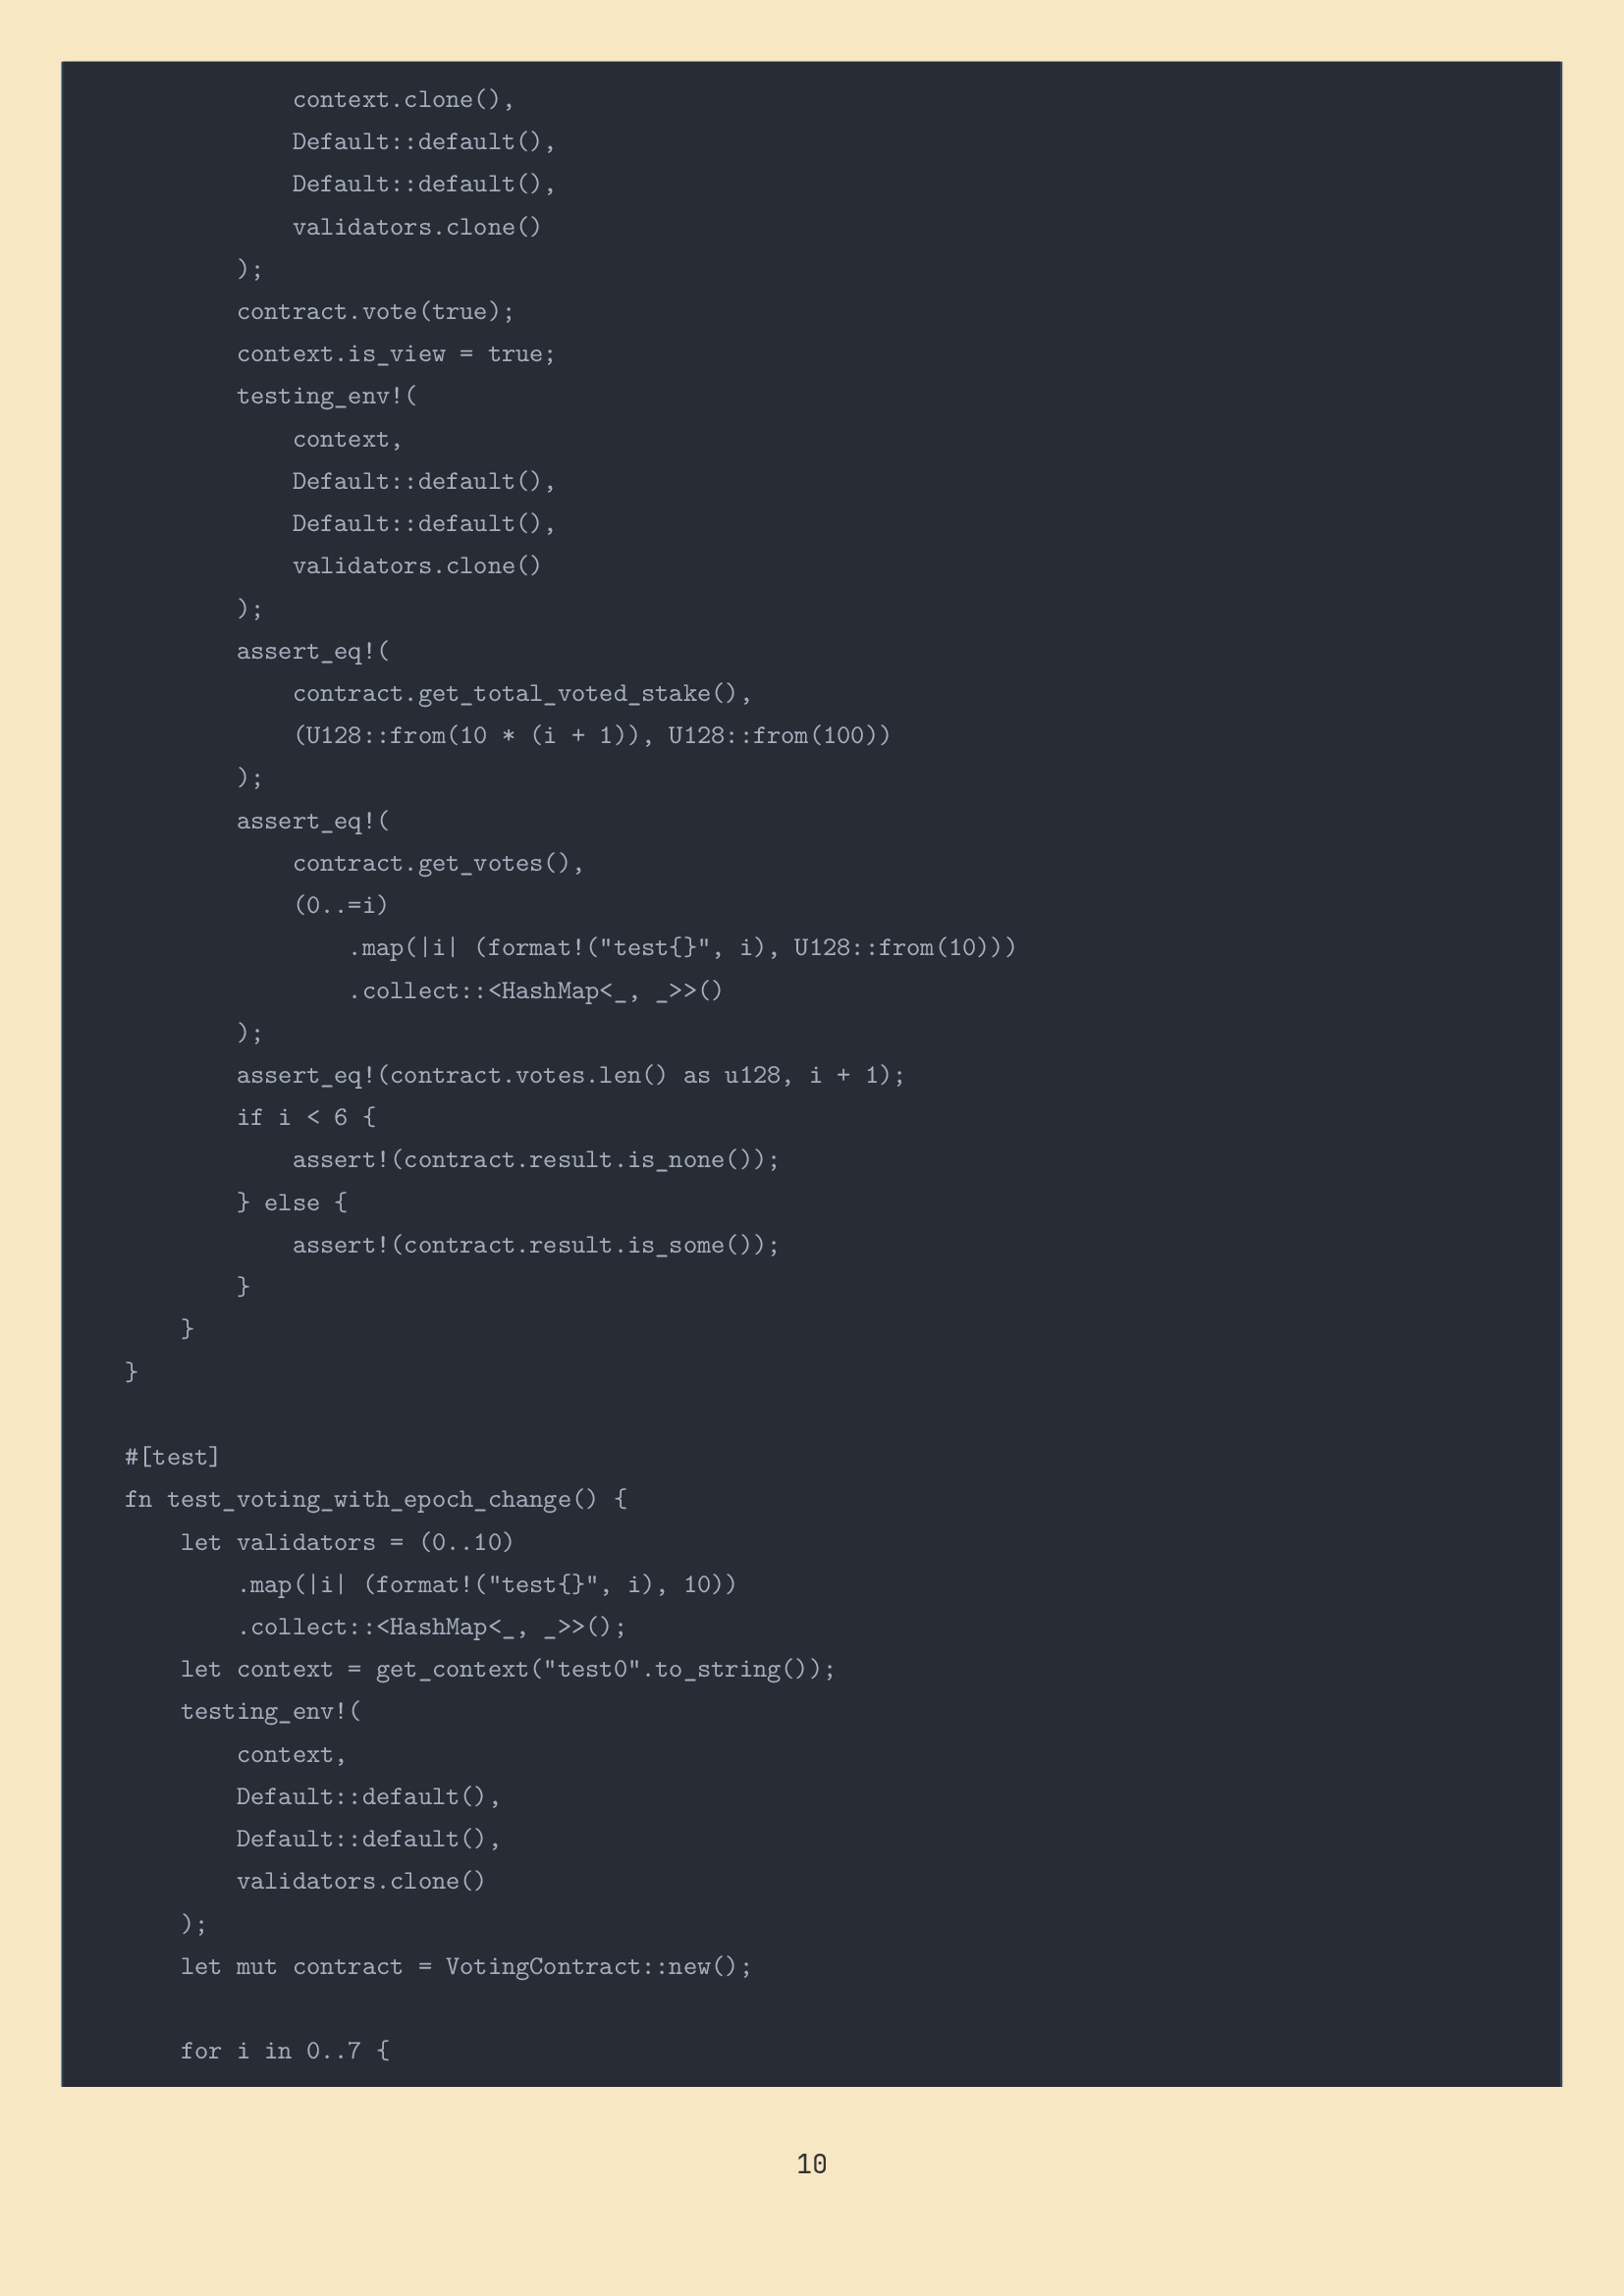 context.clone(),
            Default::default(),
            Default::default(),
            validators.clone()
        );
        contract.vote(true);
        context.is_view = true;
        testing_env!(
            context,
            Default::default(),
            Default::default(),
            validators.clone()
        );
        assert_eq!(
            contract.get_total_voted_stake(),
            (U128::from(10 * (i + 1)), U128::from(100))
        );
        assert_eq!(
            contract.get_votes(),
            (0..=i)
                .map(|i| (format!("test{}", i), U128::from(10)))
                .collect::<HashMap<_, _>>()
        );
        assert_eq!(contract.votes.len() as u128, i + 1);
        if i < 6 {
            assert!(contract.result.is_none());
        } else {
            assert!(contract.result.is_some());
        }
    }
}

#[test]
fn test_voting_with_epoch_change() {
    let validators = (0..10)
        .map(|i| (format!("test{}", i), 10))
        .collect::<HashMap<_, _>>();
    let context = get_context("test0".to_string());
    testing_env!(
        context,
        Default::default(),
        Default::default(),
        validators.clone()
    );
    let mut contract = VotingContract::new();

    for i in 0..7 {
10